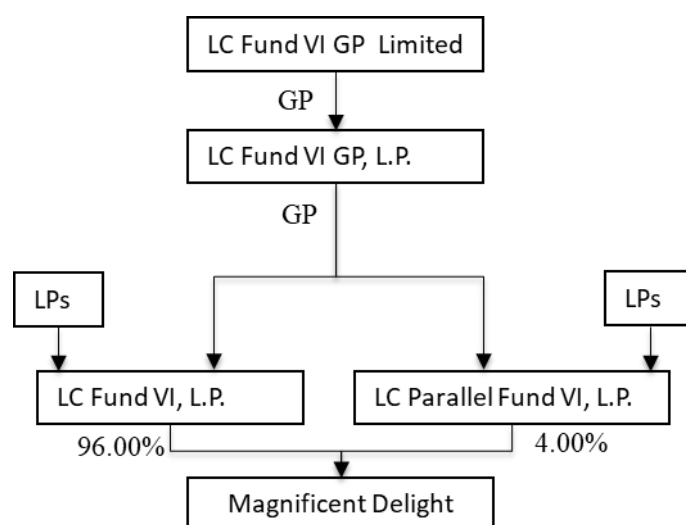 LC Fund VI GP Limited
GP
LC Fund VI GP, L.P.
GP
LPs
LPs
LC Fund VI, L.P.
LC Parallel Fund VI, L.P.
96.00%
4.00%
Magnificent Delight